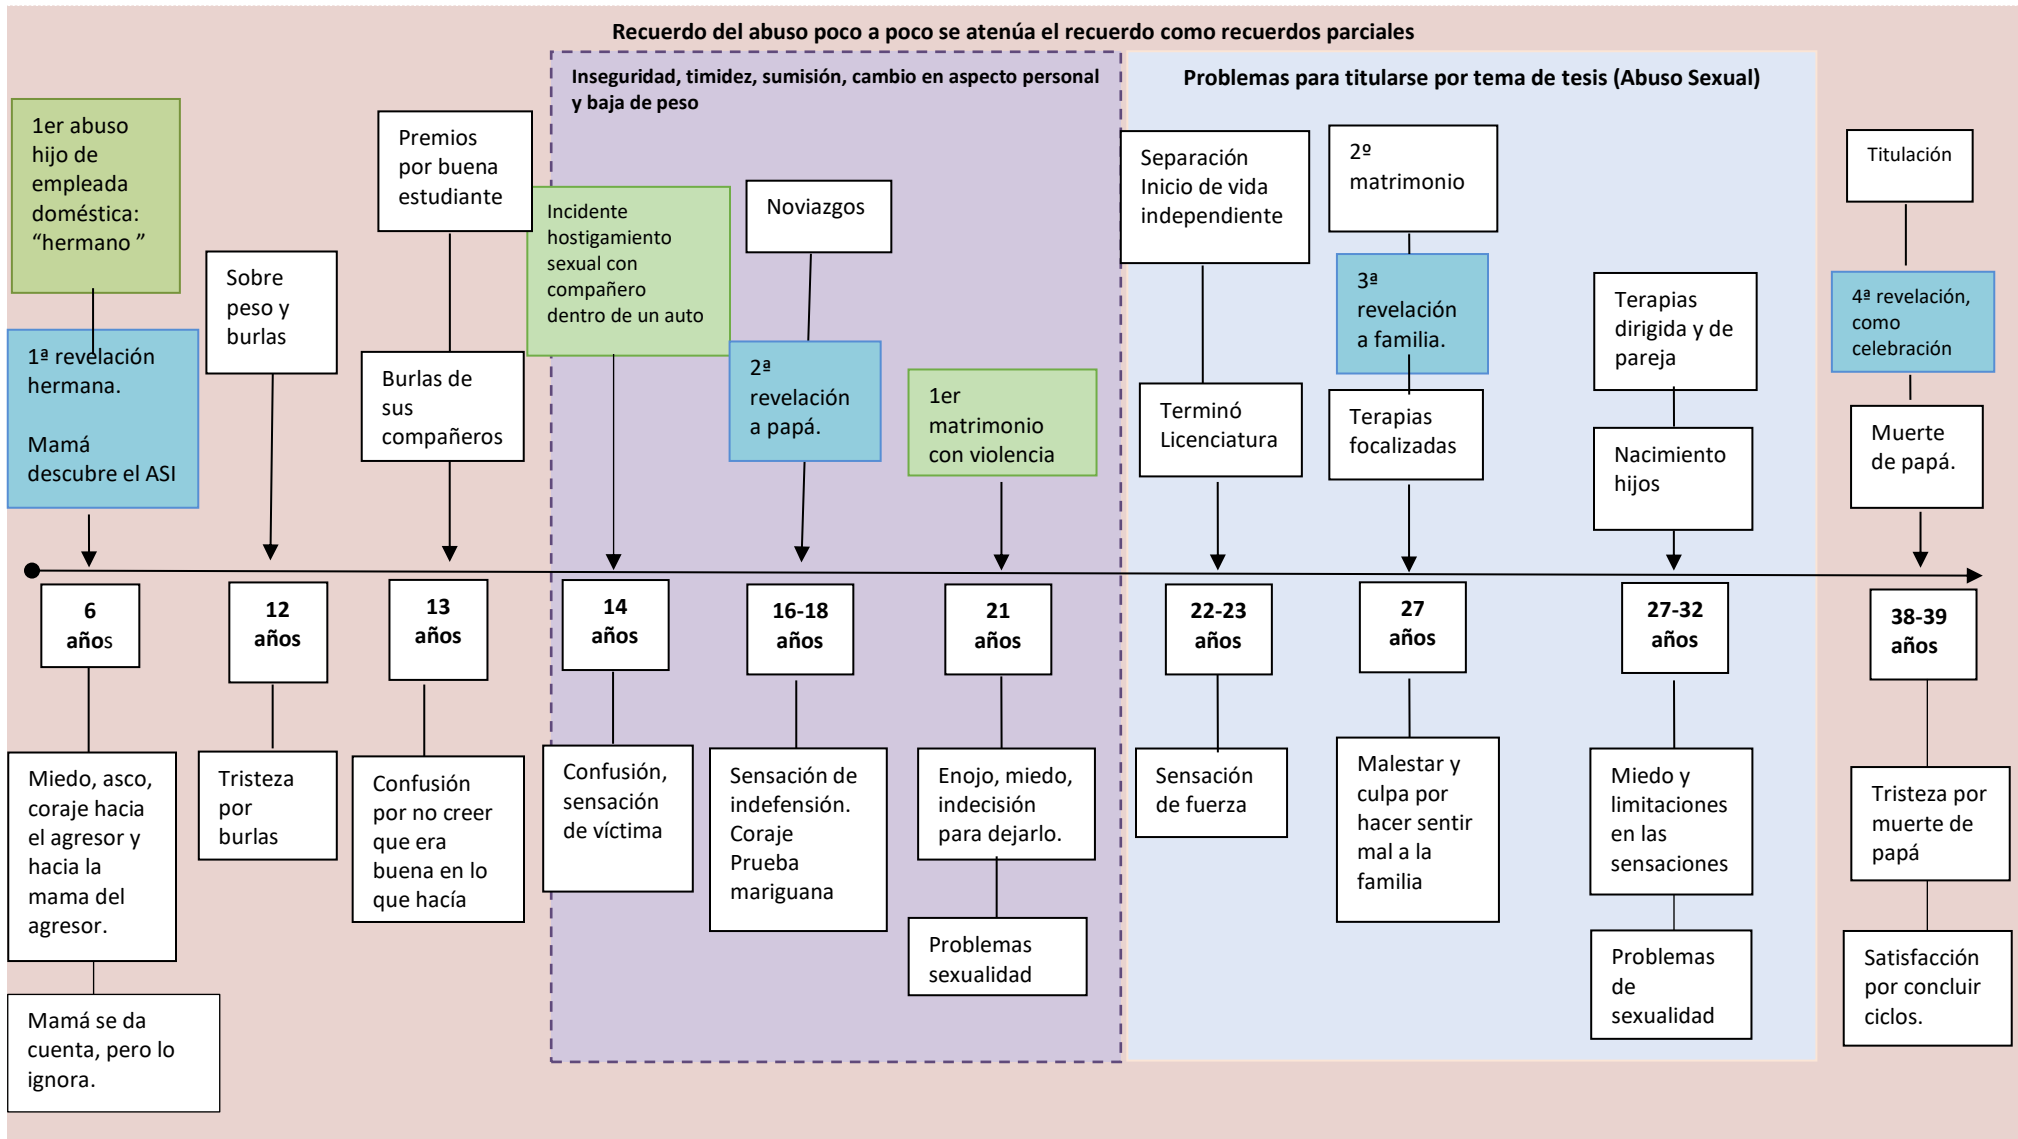 Recuerdo del abuso poco a poco se atenúa el recuerdo como recuerdos parciales
Inseguridad, timidez, sumisión, cambio en aspecto personal
y baja de peso
Problemas para titularse por tema de tesis (Abuso Sexual)
1er abuso
hijo de
empleada
doméstica:
“hermano ”
1ª revelación
hermana.
Mamá
descubre el ASI
Sobre
peso y
burlas
Premios
por buena
estudiante
Burlas de
sus
compañeros
Incidente
hostigamiento
sexual con
compañero
dentro de un auto
Noviazgos
2ª
revelación
a papá.
1er
matrimonio
con violencia
Separación
Inicio de vida
independiente
Terminó
Licenciatura
2º
matrimonio
3ª
revelación
a familia.
Terapias
focalizadas
Terapias
dirigida y de
pareja
Nacimiento
hijos
Titulación
4ª revelación,
como
celebración
Muerte
de papá.
6
años
12
años
13
años
14
años
16-18
años
21
años
22-23
años
27
años
27-32
años
38-39
años
Miedo, asco,
coraje hacia
el agresor y
hacia la
mama del
agresor.
Mamá se da
cuenta, pero lo
ignora.
Tristeza
por
burlas
Confusión
por no creer
que era
buena en lo
que hacía
Confusión,
sensación
de víctima
Sensación de
indefensión.
Coraje
Prueba
mariguana
Enojo, miedo,
indecisión
para dejarlo.
Problemas
sexualidad
Sensación
de fuerza
Malestar y
culpa por
hacer sentir
mal a la
familia
Miedo y
limitaciones
en las
sensaciones
Problemas
de
sexualidad
Tristeza por
muerte de
papá
Satisfacción
por concluir
ciclos.